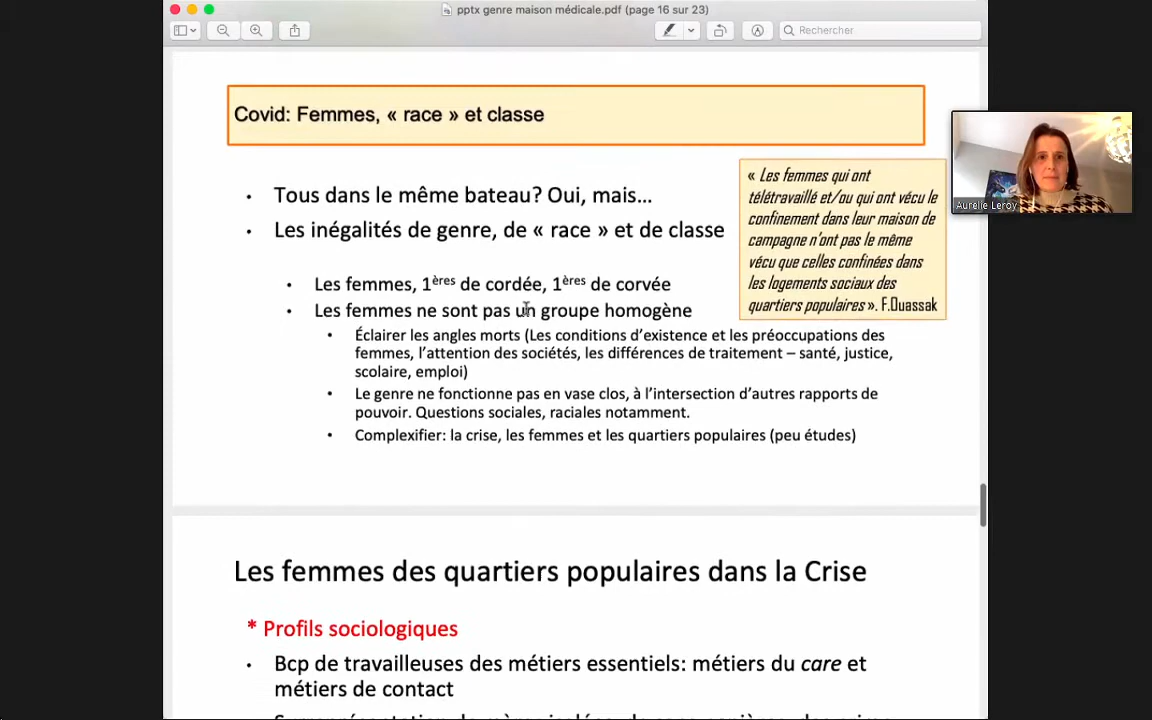 pptx genre maison médicale.pdf (page 16 sur 23)
Rechercher
Covid: Femmes, « race » et classe
• Tous dans le même bateau? Oui, mais...
• Les inégalités de genre, de « race » et de classe
• Les femmes, 1ères de cordée, 1ères de corvée
• Les femmes ne sont pas un groupe homogène
• Éclairer les angles morts (Les conditions d'existence et les préoccupations des
femmes, l'attention des sociétés, les différences de traitement – santé, justice,
scolaire, emploi)
• Le genre ne fonctionne pas en vase clos, à l'intersection d'autres rapports de
pouvoir. Questions sociales, raciales notamment.
• Complexifier: la crise, les femmes et les quartiers populaires (peu études)
« Les femmes qui ont
télétravaillé et/ou qui ont vécu le
confinement dans leur maison de
campagne n'ont pas le même
vécu que celles confinées dans
les logements sociaux des
quartiers populaires ». F.Ouassak
Aurélie Leroy
Les femmes des quartiers populaires dans la Crise
* Profils sociologiques
• Bcp de travailleuses des métiers essentiels: métiers du care et
métiers de contact